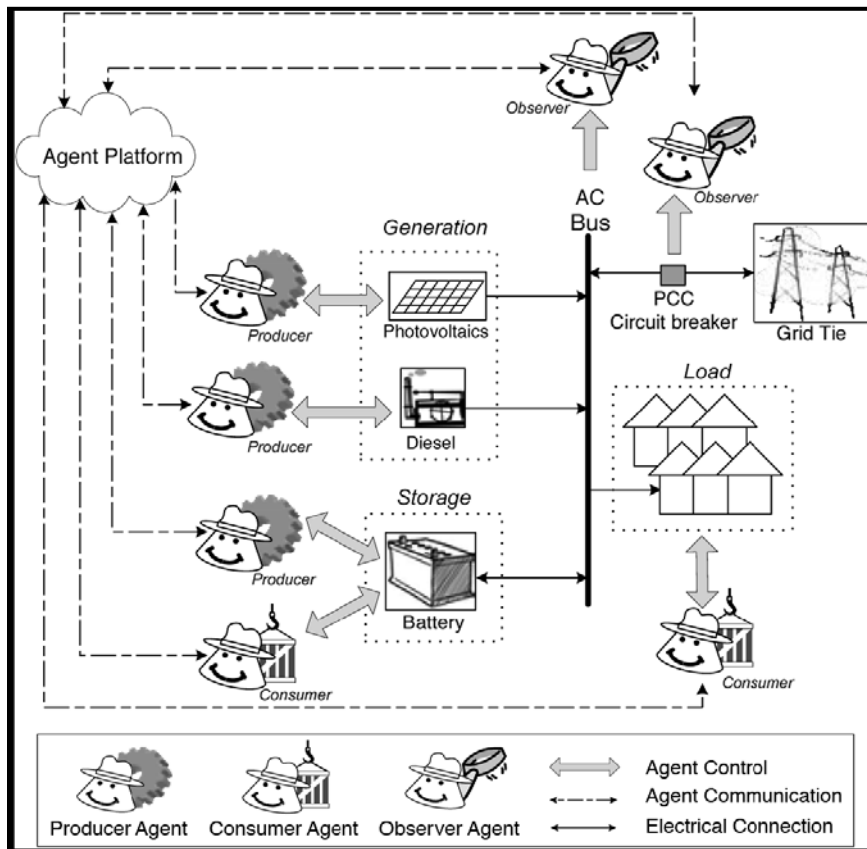 Observer
Agent Platform
Observer
AC
Bus
Generation
Producer
Photovoltaics
PCC
Circuit breaker
Grid Tie
Producer
Diesel
Load
Storage
Producer
Battery
Consumer
Consumer
Producer Agent
Consumer Agent
Observer Agent
Agent Control
Agent Communication
Electrical Connection